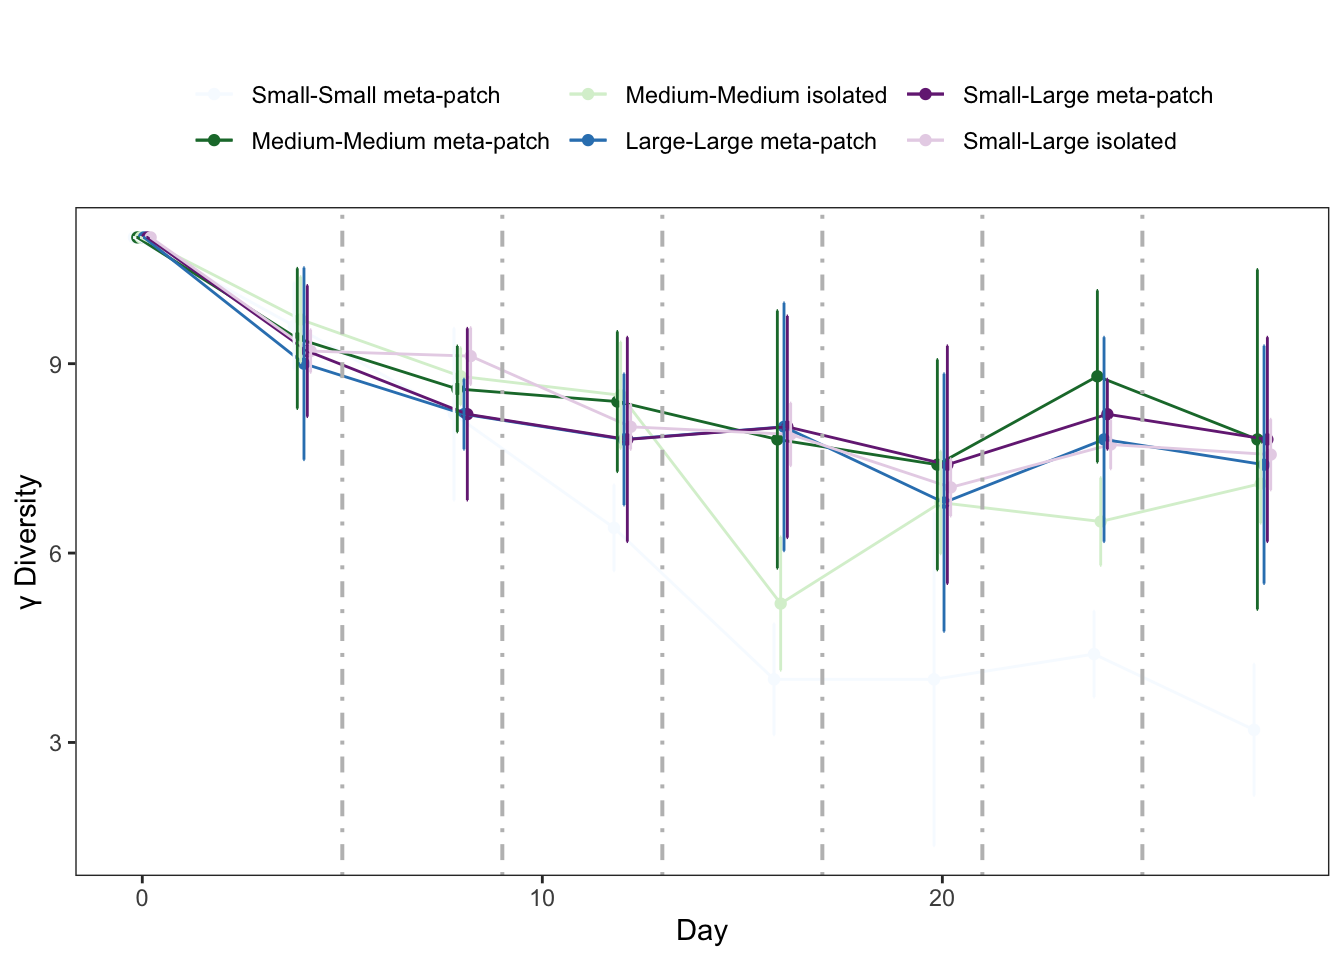 Small-Small meta-patch Medium-Medium isolated Small-Large meta-patch
Medium-Medium meta-patch Large-Large meta-patch Small-Large isolated
γ Diversity
9
6
3
0 10 20
Day